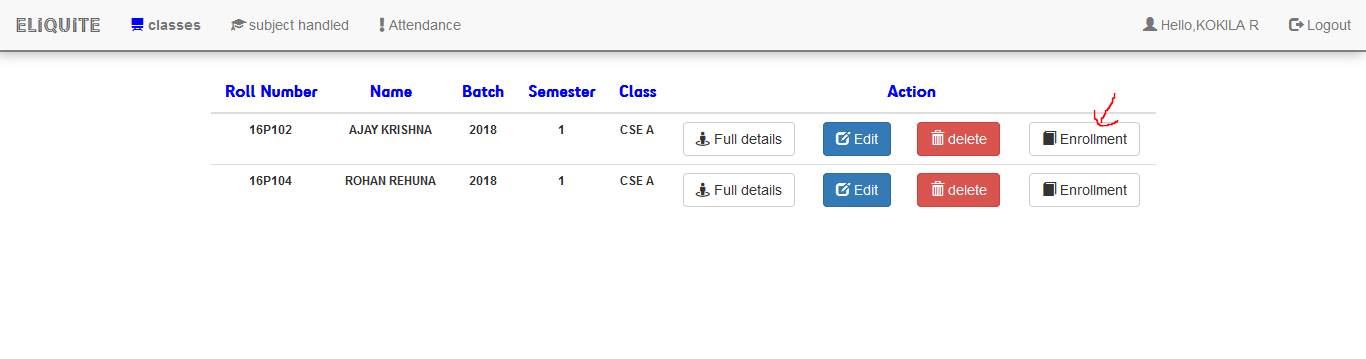 ELiQUiTE classes subject handled Attendance Hello,KOKILA R Logout
Roll Number Name Batch Semester Class Action
16P102 AJAY KRISHNA 2018 1 CSE A Full details Edit delete Enrollment
16P104 ROHAN REHUNA 2018 1 CSE A Full details Edit delete Enrollment